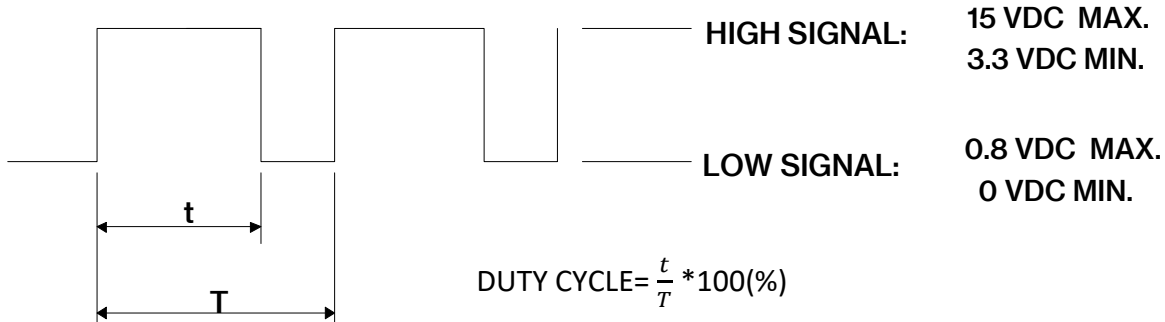 HIGH SIGNAL: 15 VDC MAX.
3.3 VDC MIN.
LOW SIGNAL: 0.8 VDC MAX.
0 VDC MIN.
t
T
DUTY CYCLE= t/T *100(%)